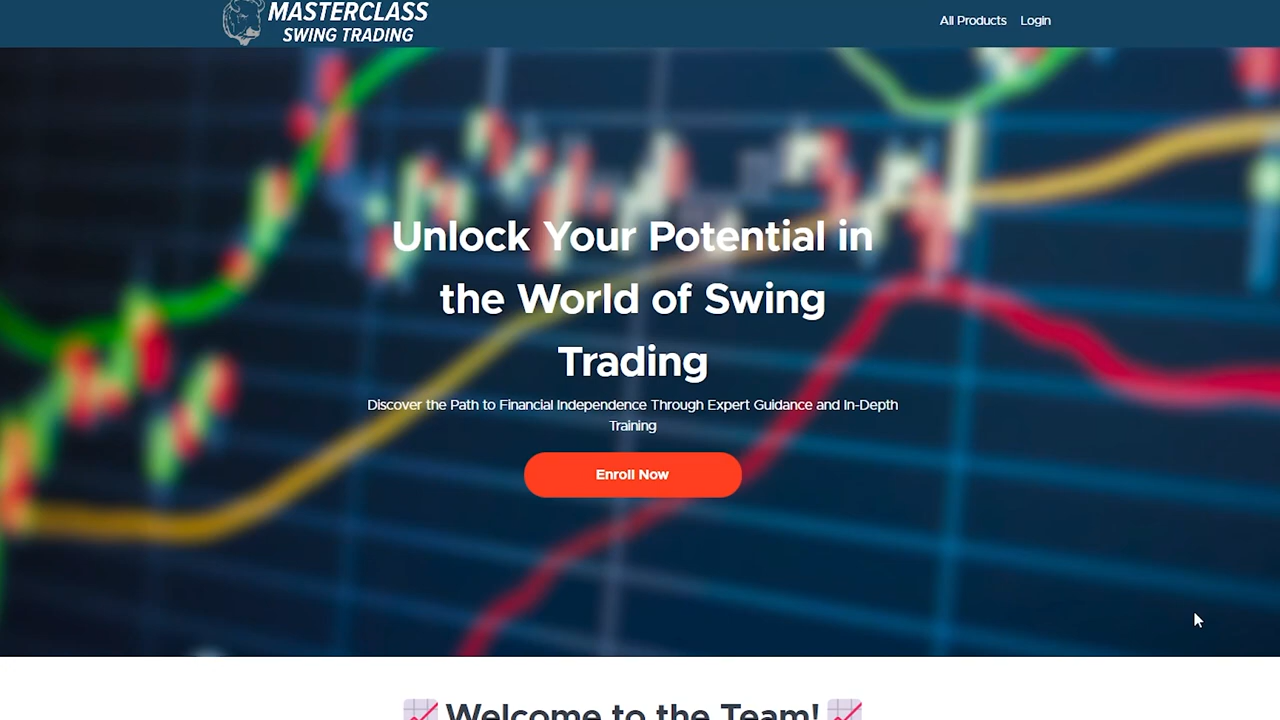 MASTERCLASS
SWING TRADING
All Products Login
Unlock Your Potential in
the World of Swing
Trading
Discover the Path to Financial Independence Through Expert Guidance and In-Depth
Training
Enroll Now
Welcome to the Team!